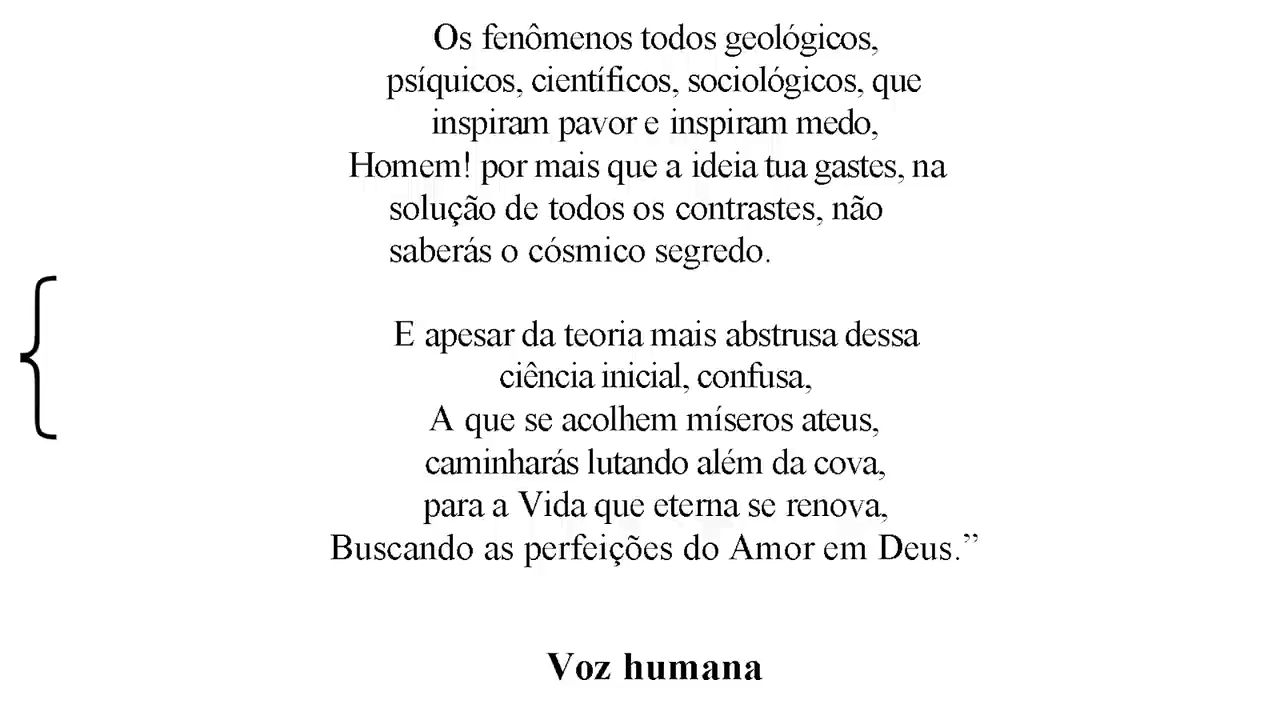 Os fenômenos todos geológicos,
psíquicos, científicos, sociológicos, que
inspiram pavor e inspiram medo,
Homem! por mais que a ideia tua gastes, na
solução de todos os contrastes, não
saberás o cósmico segredo.
E apesar da teoria mais abstrusa dessa
ciência inicial, confusa,
A que se acolhem míseros ateus,
caminharás lutando além da cova,
para a Vida que eterna se renova,
Buscando as perfeições do Amor em Deus.”
Voz humana